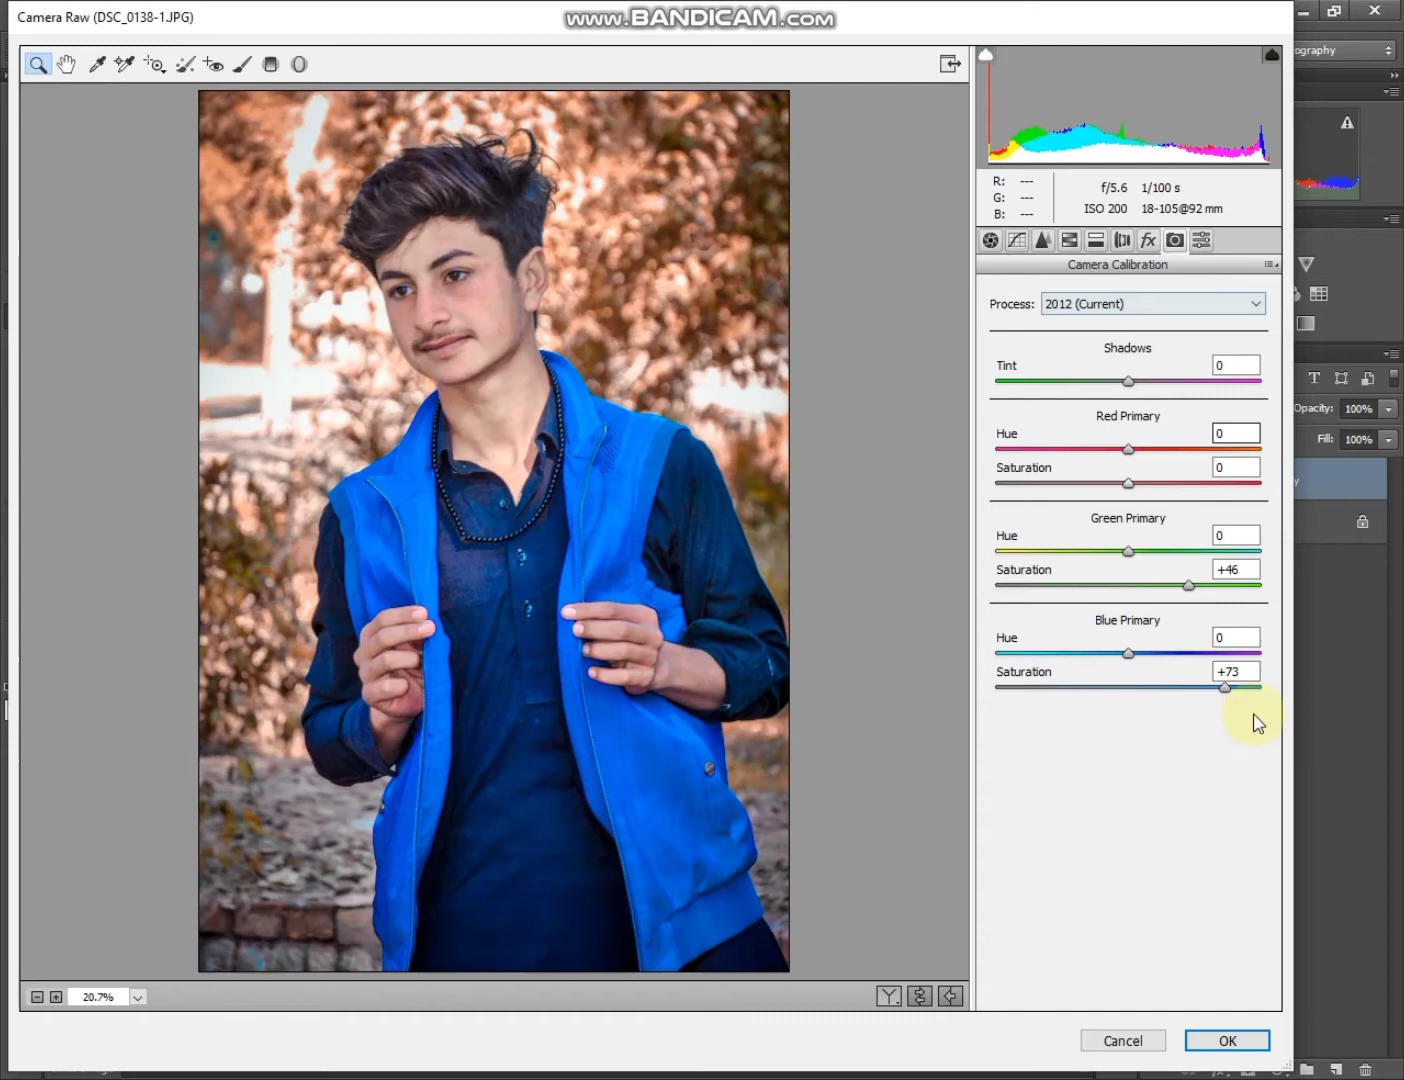 Camera Raw (DSC_0138-1.JPG)
www.BANDICAM.com
ography
R: ---
G: ---
B: ---
f/5.6 1/100 s
ISO 200 18-105@92 mm
fx
Camera Calibration
Process: 2012 (Current)
Shadows
Tint 0
Red Primary
Hue 0
Saturation 0
Green Primary
Hue 0
Saturation +46
Blue Primary
Hue 0
Saturation +73
T
Opacity: 100%
Fill: 100%
y
20.7%
Y
Cancel
OK